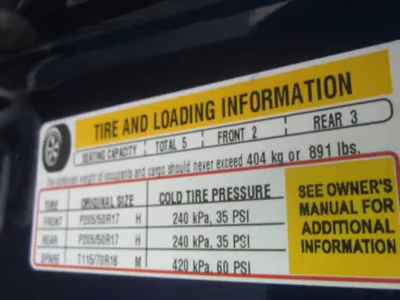 TIRE AND LOADING INFORMATION
SEATING CAPACITY TOTAL 5 FRONT 2 REAR 3
The combined weight of occupants and cargo should never exceed 404 kg or 891 lbs.
TIRE ORIGINAL SIZE COLD TIRE PRESSURE
FRONT P205/50R17 H 240 kPa, 35 PSI
REAR P205/50R17 H 240 kPa, 35 PSI
SPARE T115/70R16 M 420 kPa, 60 PSI
SEE OWNER'S
MANUAL FOR
ADDITIONAL
INFORMATION